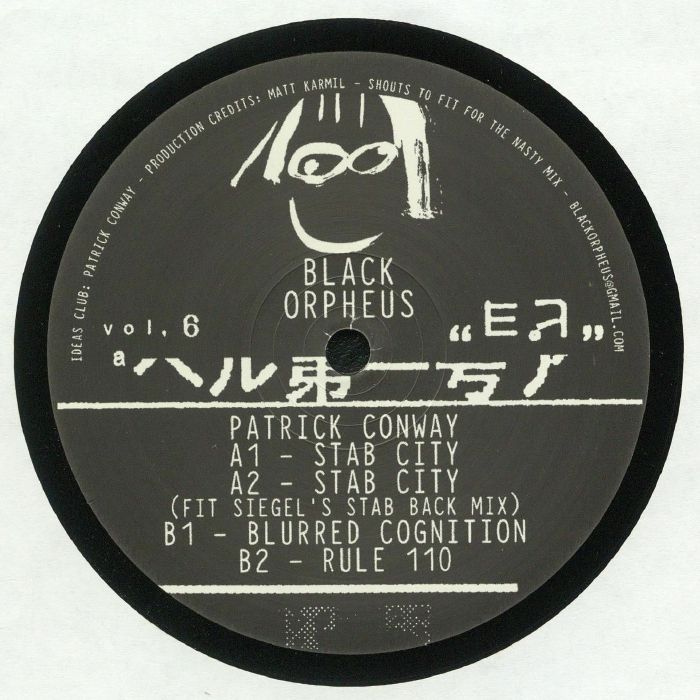 IDEAS CLUB: PATRICK CONWAY - PRODUCTION CREDITS: MATT KARMIL - SHOUTS TO FIT FOR THE NASTY MIX - BLACKORPHEUS@GMAIL.COM
BLACK
ORPHEUS
vol. 6
a
PATRICK CONWAY
A1 - STAB CITY
A2 - STAB CITY
(FIT SIEGEL'S STAB BACK MIX)
B1 - BLURRED COGNITION
B2 - RULE 110